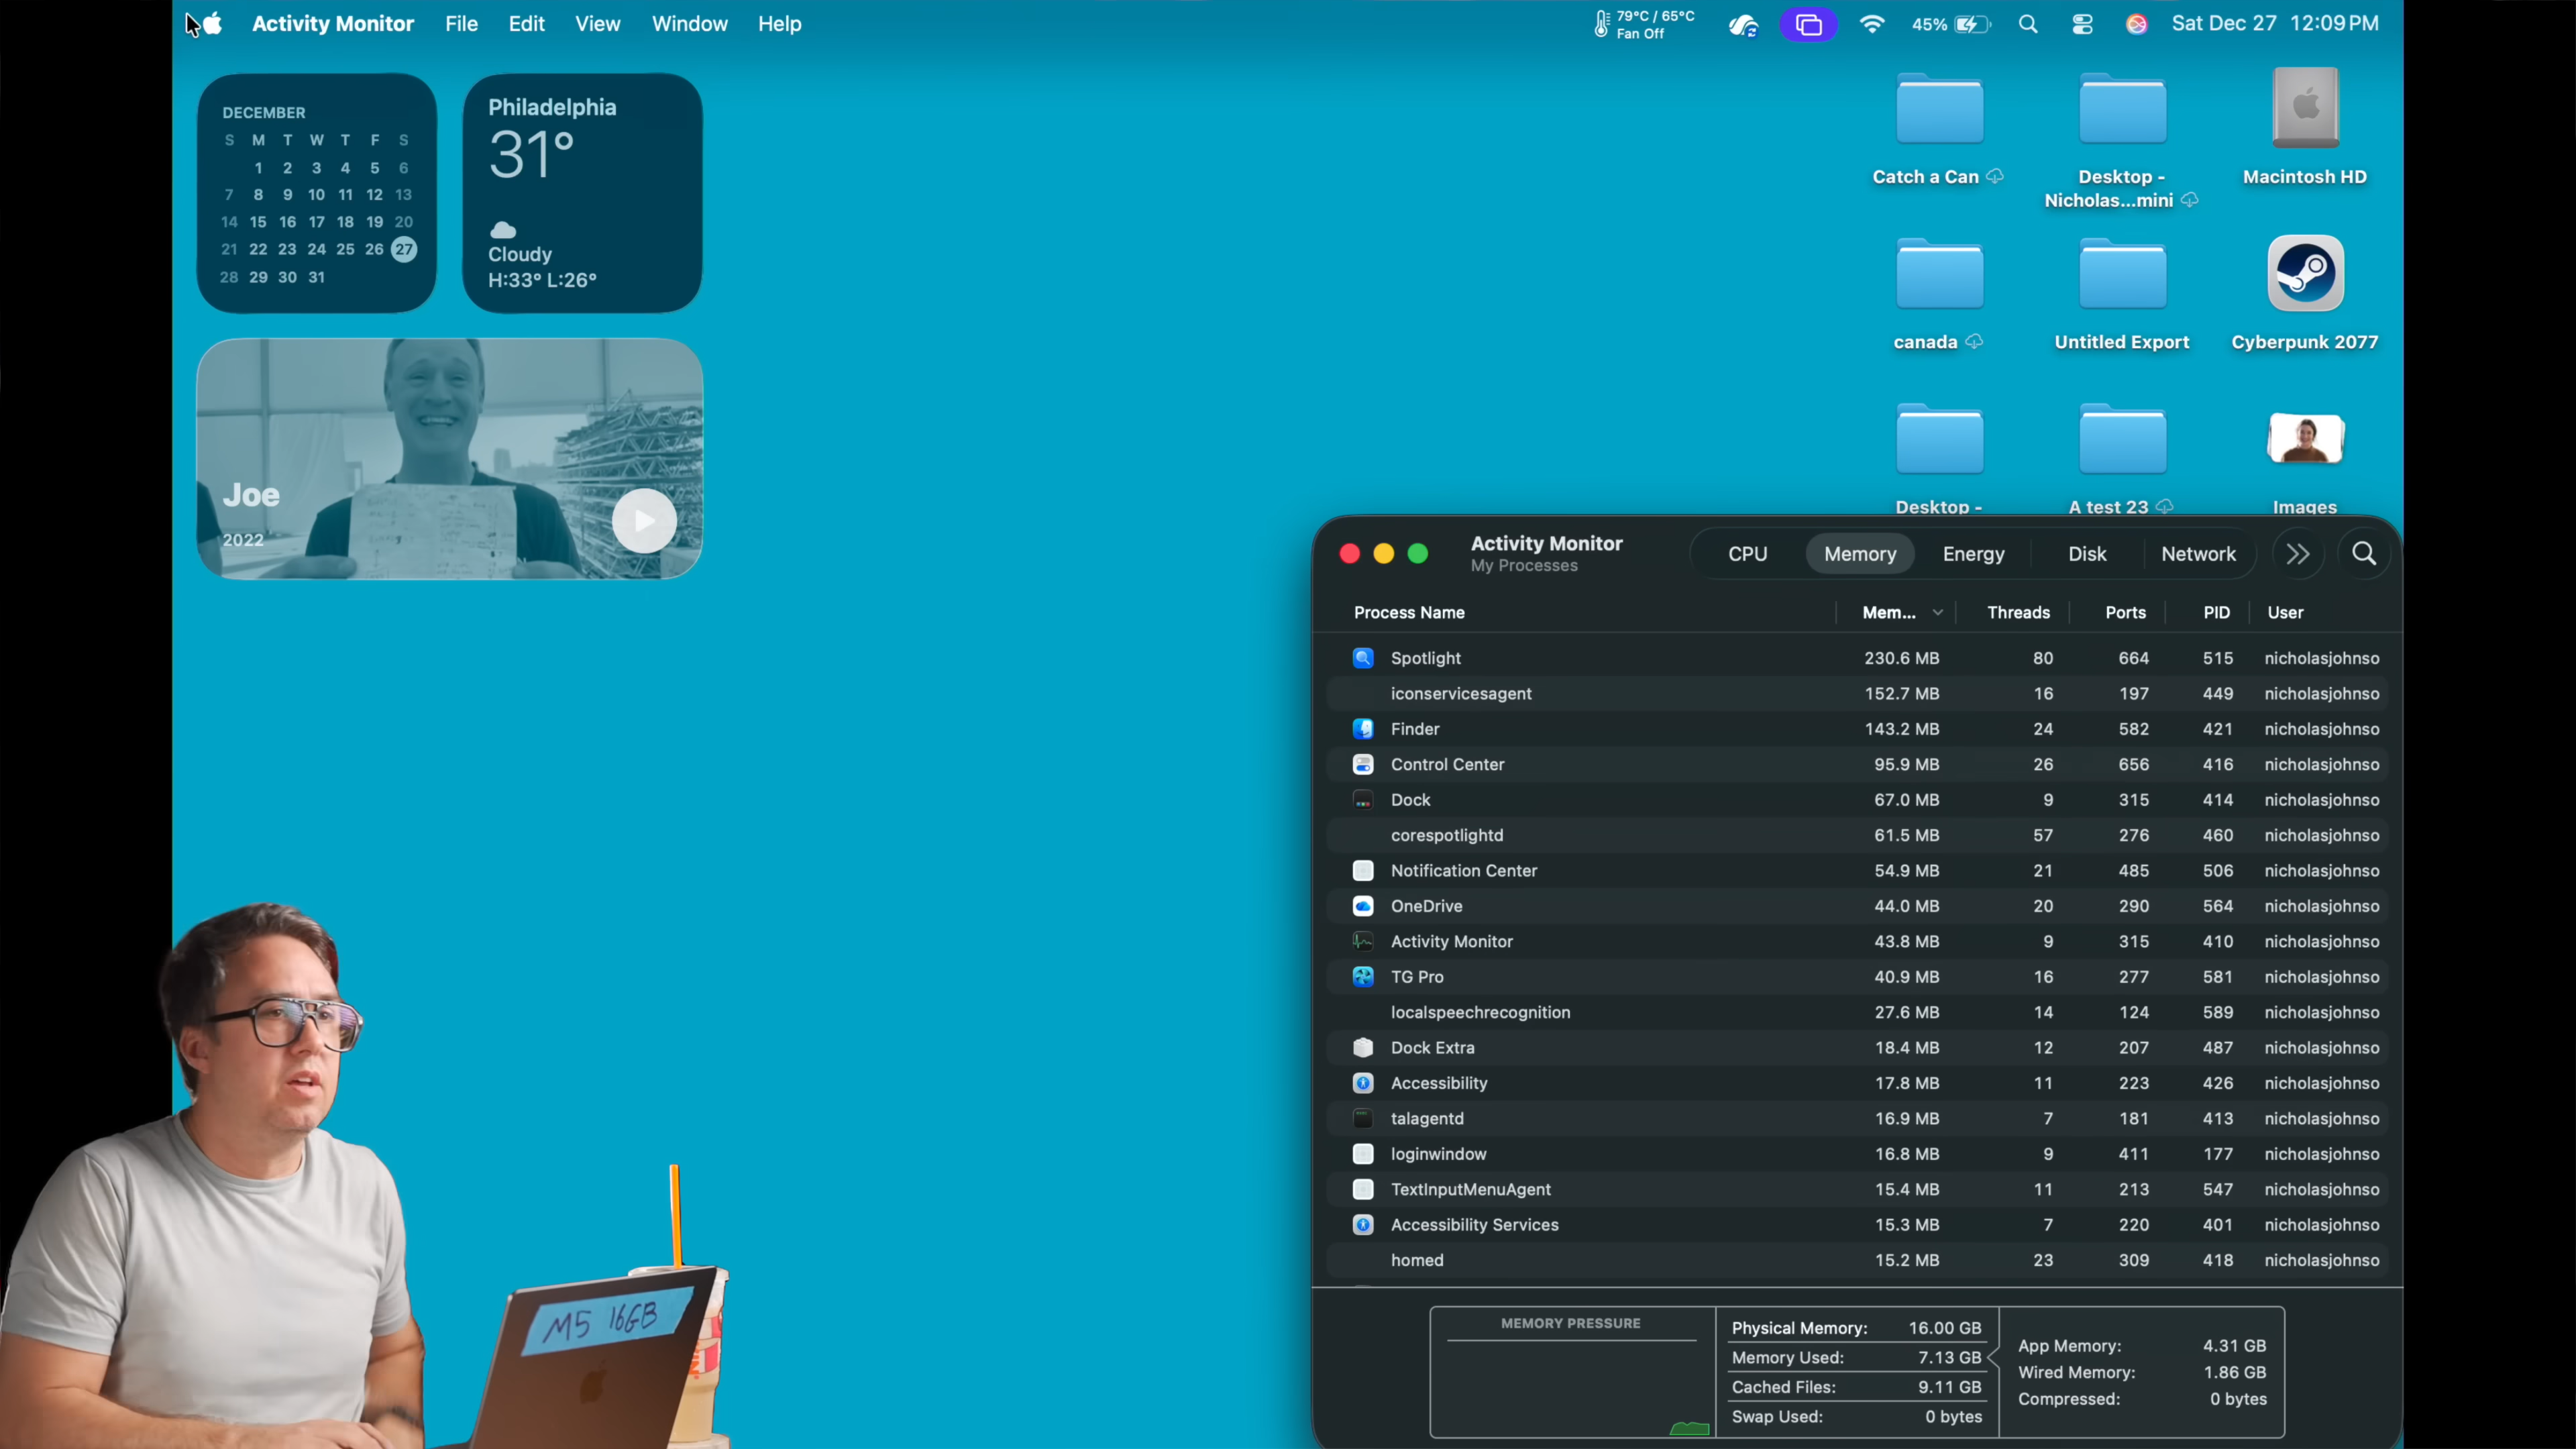 Activity Monitor File Edit View Window Help
79°C / 65°C
Fan Off
45%
Sat Dec 27 12:09 PM
DECEMBER
S M T W T F S
1 2 3 4 5 6
7 8 9 10 11 12 13
14 15 16 17 18 19 20
21 22 23 24 25 26 27
28 29 30 31
Philadelphia
31°
Cloudy
H:33° L:26°
Joe
2022
Catch a Can
Desktop -
Nicholas...mini
Macintosh HD
canada
Untitled Export
Cyberpunk 2077
Desktop -
A test 23
Images
Activity Monitor
My Processes
CPU Memory Energy Disk Network
Process Name Mem... Threads Ports PID User
Spotlight 230.6 MB 80 664 515 nicholasjohnso
iconservicesagent 152.7 MB 16 197 449 nicholasjohnso
Finder 143.2 MB 24 582 421 nicholasjohnso
Control Center 95.9 MB 26 656 416 nicholasjohnso
Dock 67.0 MB 9 315 414 nicholasjohnso
corespotlightd 61.5 MB 57 276 460 nicholasjohnso
Notification Center 54.9 MB 21 485 506 nicholasjohnso
OneDrive 44.0 MB 20 290 564 nicholasjohnso
Activity Monitor 43.8 MB 9 315 410 nicholasjohnso
TG Pro 40.9 MB 16 277 581 nicholasjohnso
localspeechrecognition 27.6 MB 14 124 589 nicholasjohnso
Dock Extra 18.4 MB 12 207 487 nicholasjohnso
Accessibility 17.8 MB 11 223 426 nicholasjohnso
talagentd 16.9 MB 7 181 413 nicholasjohnso
loginwindow 16.8 MB 9 411 177 nicholasjohnso
TextInputMenuAgent 15.4 MB 11 213 547 nicholasjohnso
Accessibility Services 15.3 MB 7 220 401 nicholasjohnso
homed 15.2 MB 23 309 418 nicholasjohnso
MEMORY PRESSURE
Physical Memory: 16.00 GB
Memory Used: 7.13 GB
Cached Files: 9.11 GB
Swap Used: 0 bytes
App Memory: 4.31 GB
Wired Memory: 1.86 GB
Compressed: 0 bytes
M5 16GB